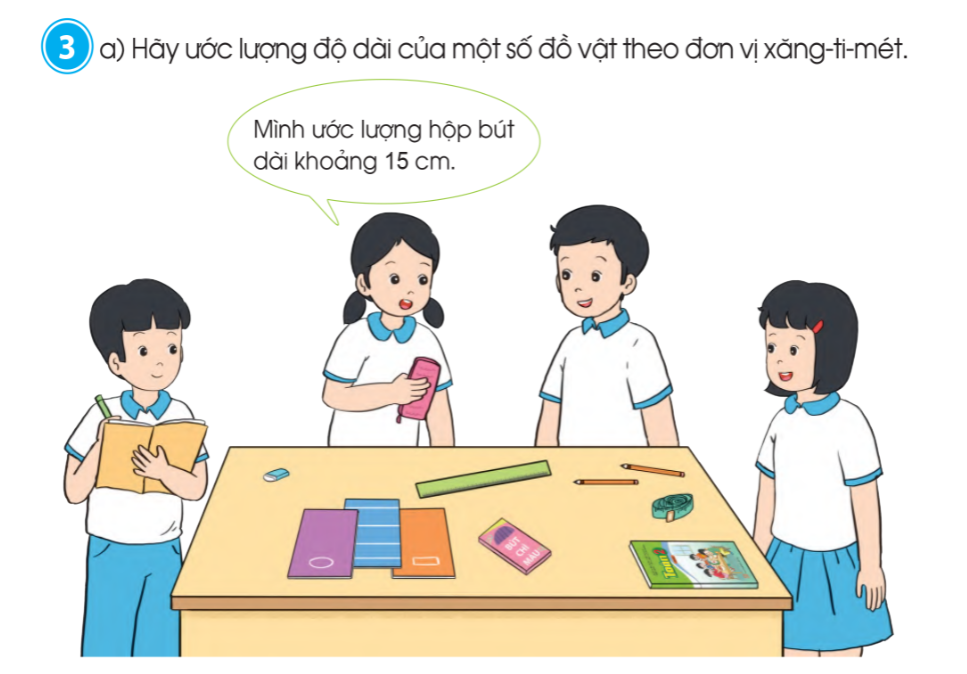 3 a) Hãy ước lượng độ dài của một số đồ vật theo đơn vị xăng-ti-mét.
Mình ước lượng hộp bút
dài khoảng 15 cm.
BÚT
CHÌ
MÀU
Toán